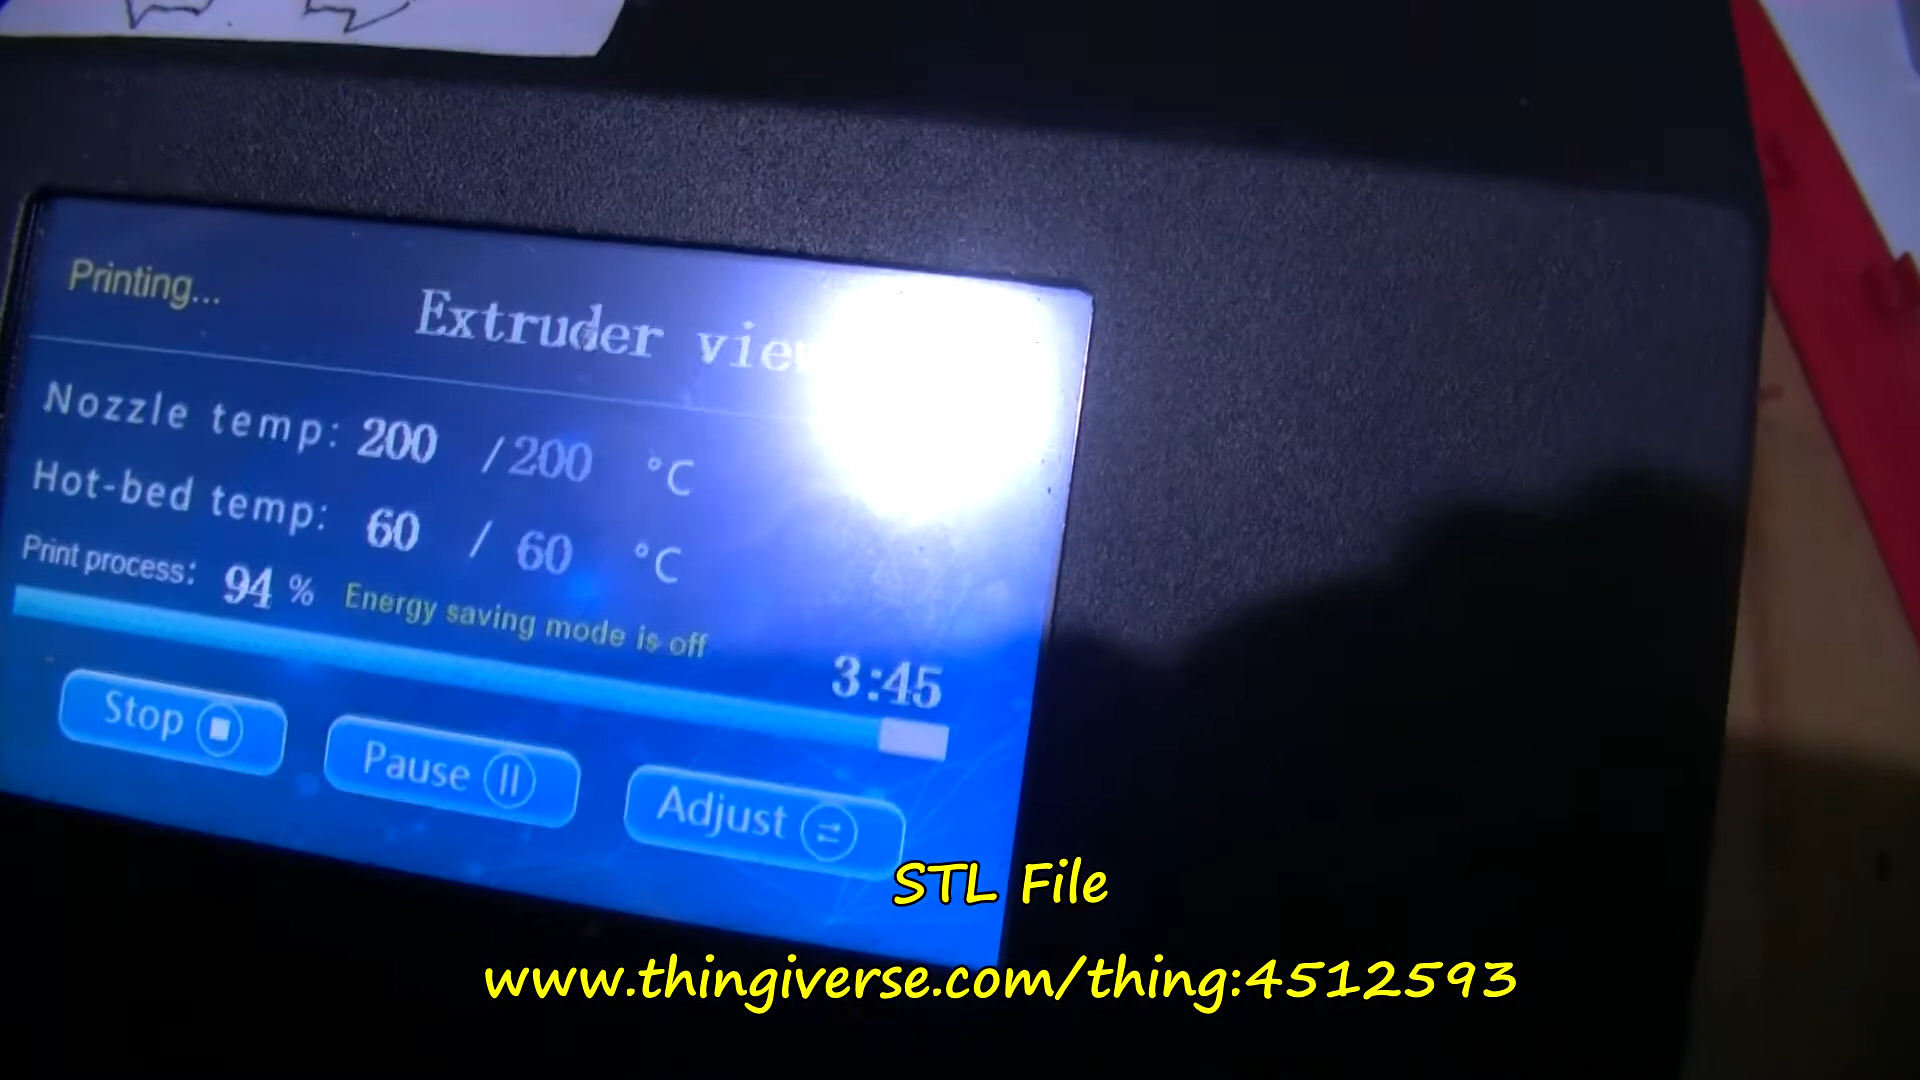 Printing...
Extruder view
Nozzle temp: 200 / 200 °C
Hot-bed temp: 60 / 60 °C
Print process: 94 % Energy saving mode is off
3:45
Stop
Pause
Adjust
STL File
www.thingiverse.com/thing:4512593